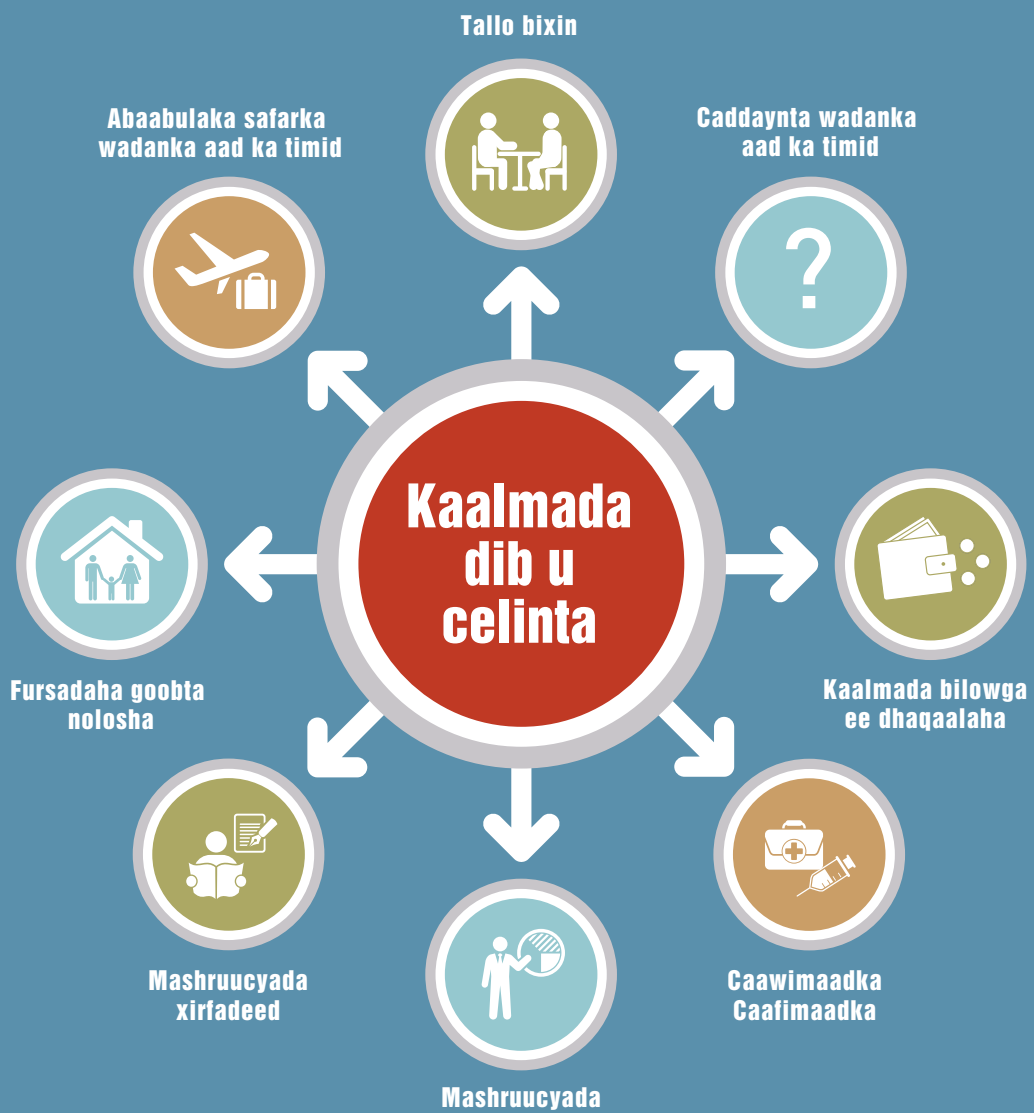 Tallo bixin
Abaabulaka safarka
wadanka aad ka timid
Caddaynta wadanka
aad ka timid
?
Kaalmada
dib u
celinta
Fursadaha goobta
nolosha
Kaalmada bilowga
ee dhaqaalaha
Mashruucyada
xirfadeed
Caawimaadka
Caafimaadka
Mashruucyada